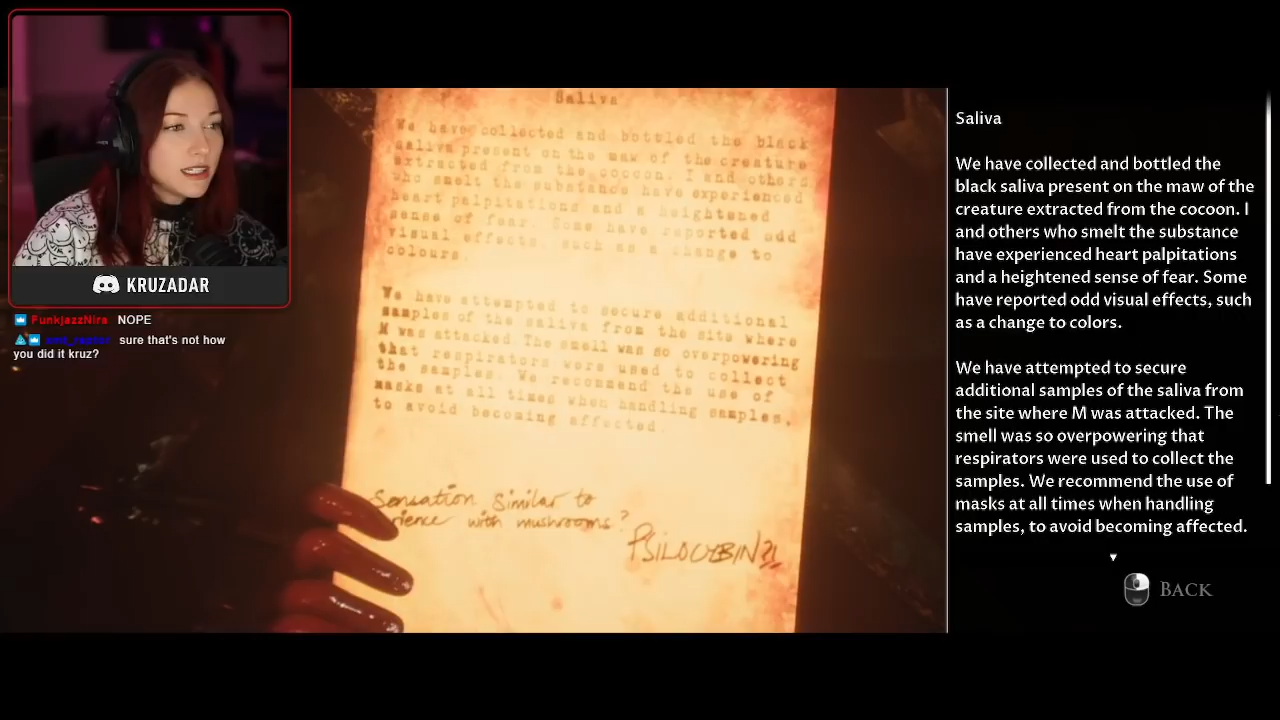 KRUZADAR
FunkjazzNira NOPE
sure that's not how
you did it kruz?
Saliva
We have collected and bottled the black
saliva present on the maw of the creature
extracted from the cocoon. I and others
who smelt the substance have experienced
heart palpitations and a heightened
sense of fear. Some have reported odd
visual effects, such as a change to
colours.
We have attempted to secure additional
samples of the saliva from the site where
M was attacked. The smell was so overpowering
that respirators were used to collect
the samples. We recommend the use of
masks at all times when handling samples,
to avoid becoming affected.
Sensation Similar to
rience with mushrooms?
PSILOCYBIN?!
Saliva
We have collected and bottled the
black saliva present on the maw of the
creature extracted from the cocoon. I
and others who smelt the substance
have experienced heart palpitations
and a heightened sense of fear. Some
have reported odd visual effects, such
as a change to colors.
We have attempted to secure
additional samples of the saliva from
the site where M was attacked. The
smell was so overpowering that
respirators were used to collect the
samples. We recommend the use of
masks at all times when handling
samples, to avoid becoming affected.
BACK